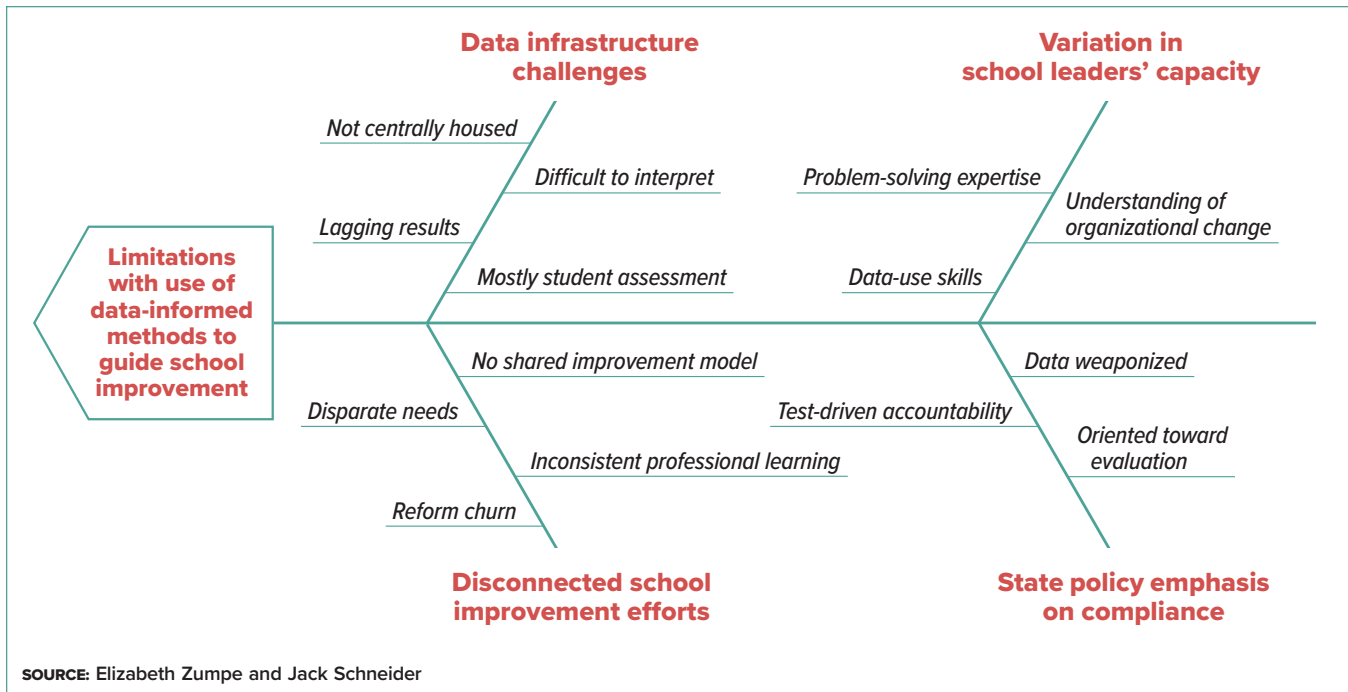 Data infrastructure
challenges
Variation in
school leaders’ capacity
Not centrally housed
Difficult to interpret
Lagging results
Mostly student assessment
Problem-solving expertise
Understanding of
organizational change
Data-use skills
Limitations
with use of
data-informed
methods to
guide school
improvement
No shared improvement model
Disparate needs
Inconsistent professional learning
Reform churn
Data weaponized
Test-driven accountability
Oriented toward
evaluation
Disconnected school
improvement efforts
State policy emphasis
on compliance
SOURCE: Elizabeth Zumpe and Jack Schneider